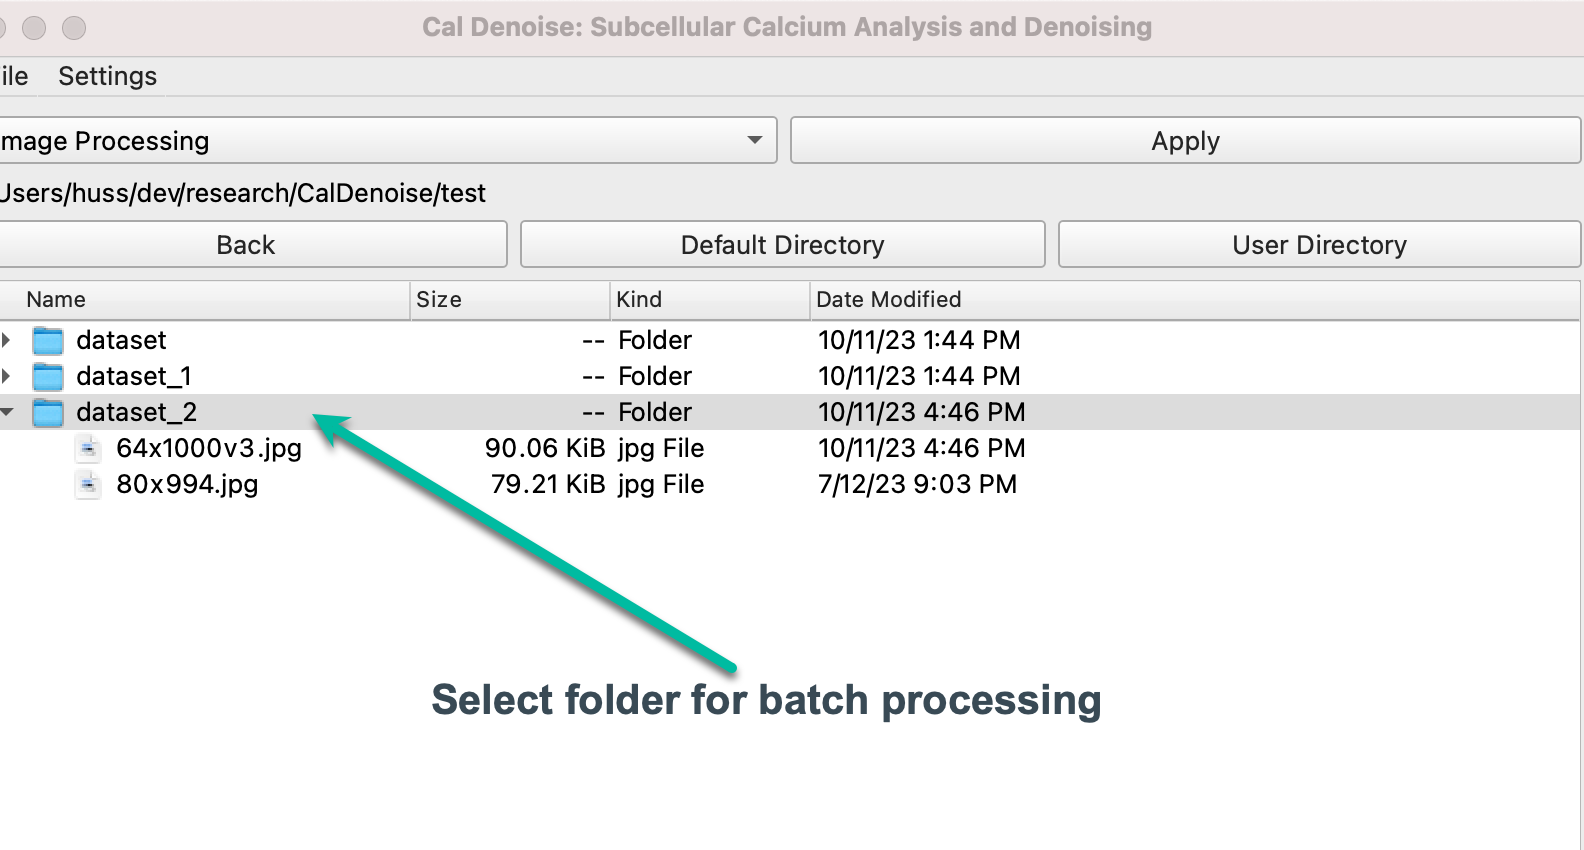 Cal Denoise: Subcellular Calcium Analysis and Denoising
ile Settings
mage Processing Apply
Users/huss/dev/research/CalDenoise/test
Back Default Directory User Directory
Name Size Kind Date Modified
dataset -- Folder 10/11/23 1:44 PM
dataset_1 -- Folder 10/11/23 1:44 PM
dataset_2 -- Folder 10/11/23 4:46 PM
64x1000v3.jpg 90.06 KiB jpg File 10/11/23 4:46 PM
80x994.jpg 79.21 KiB jpg File 7/12/23 9:03 PM
Select folder for batch processing